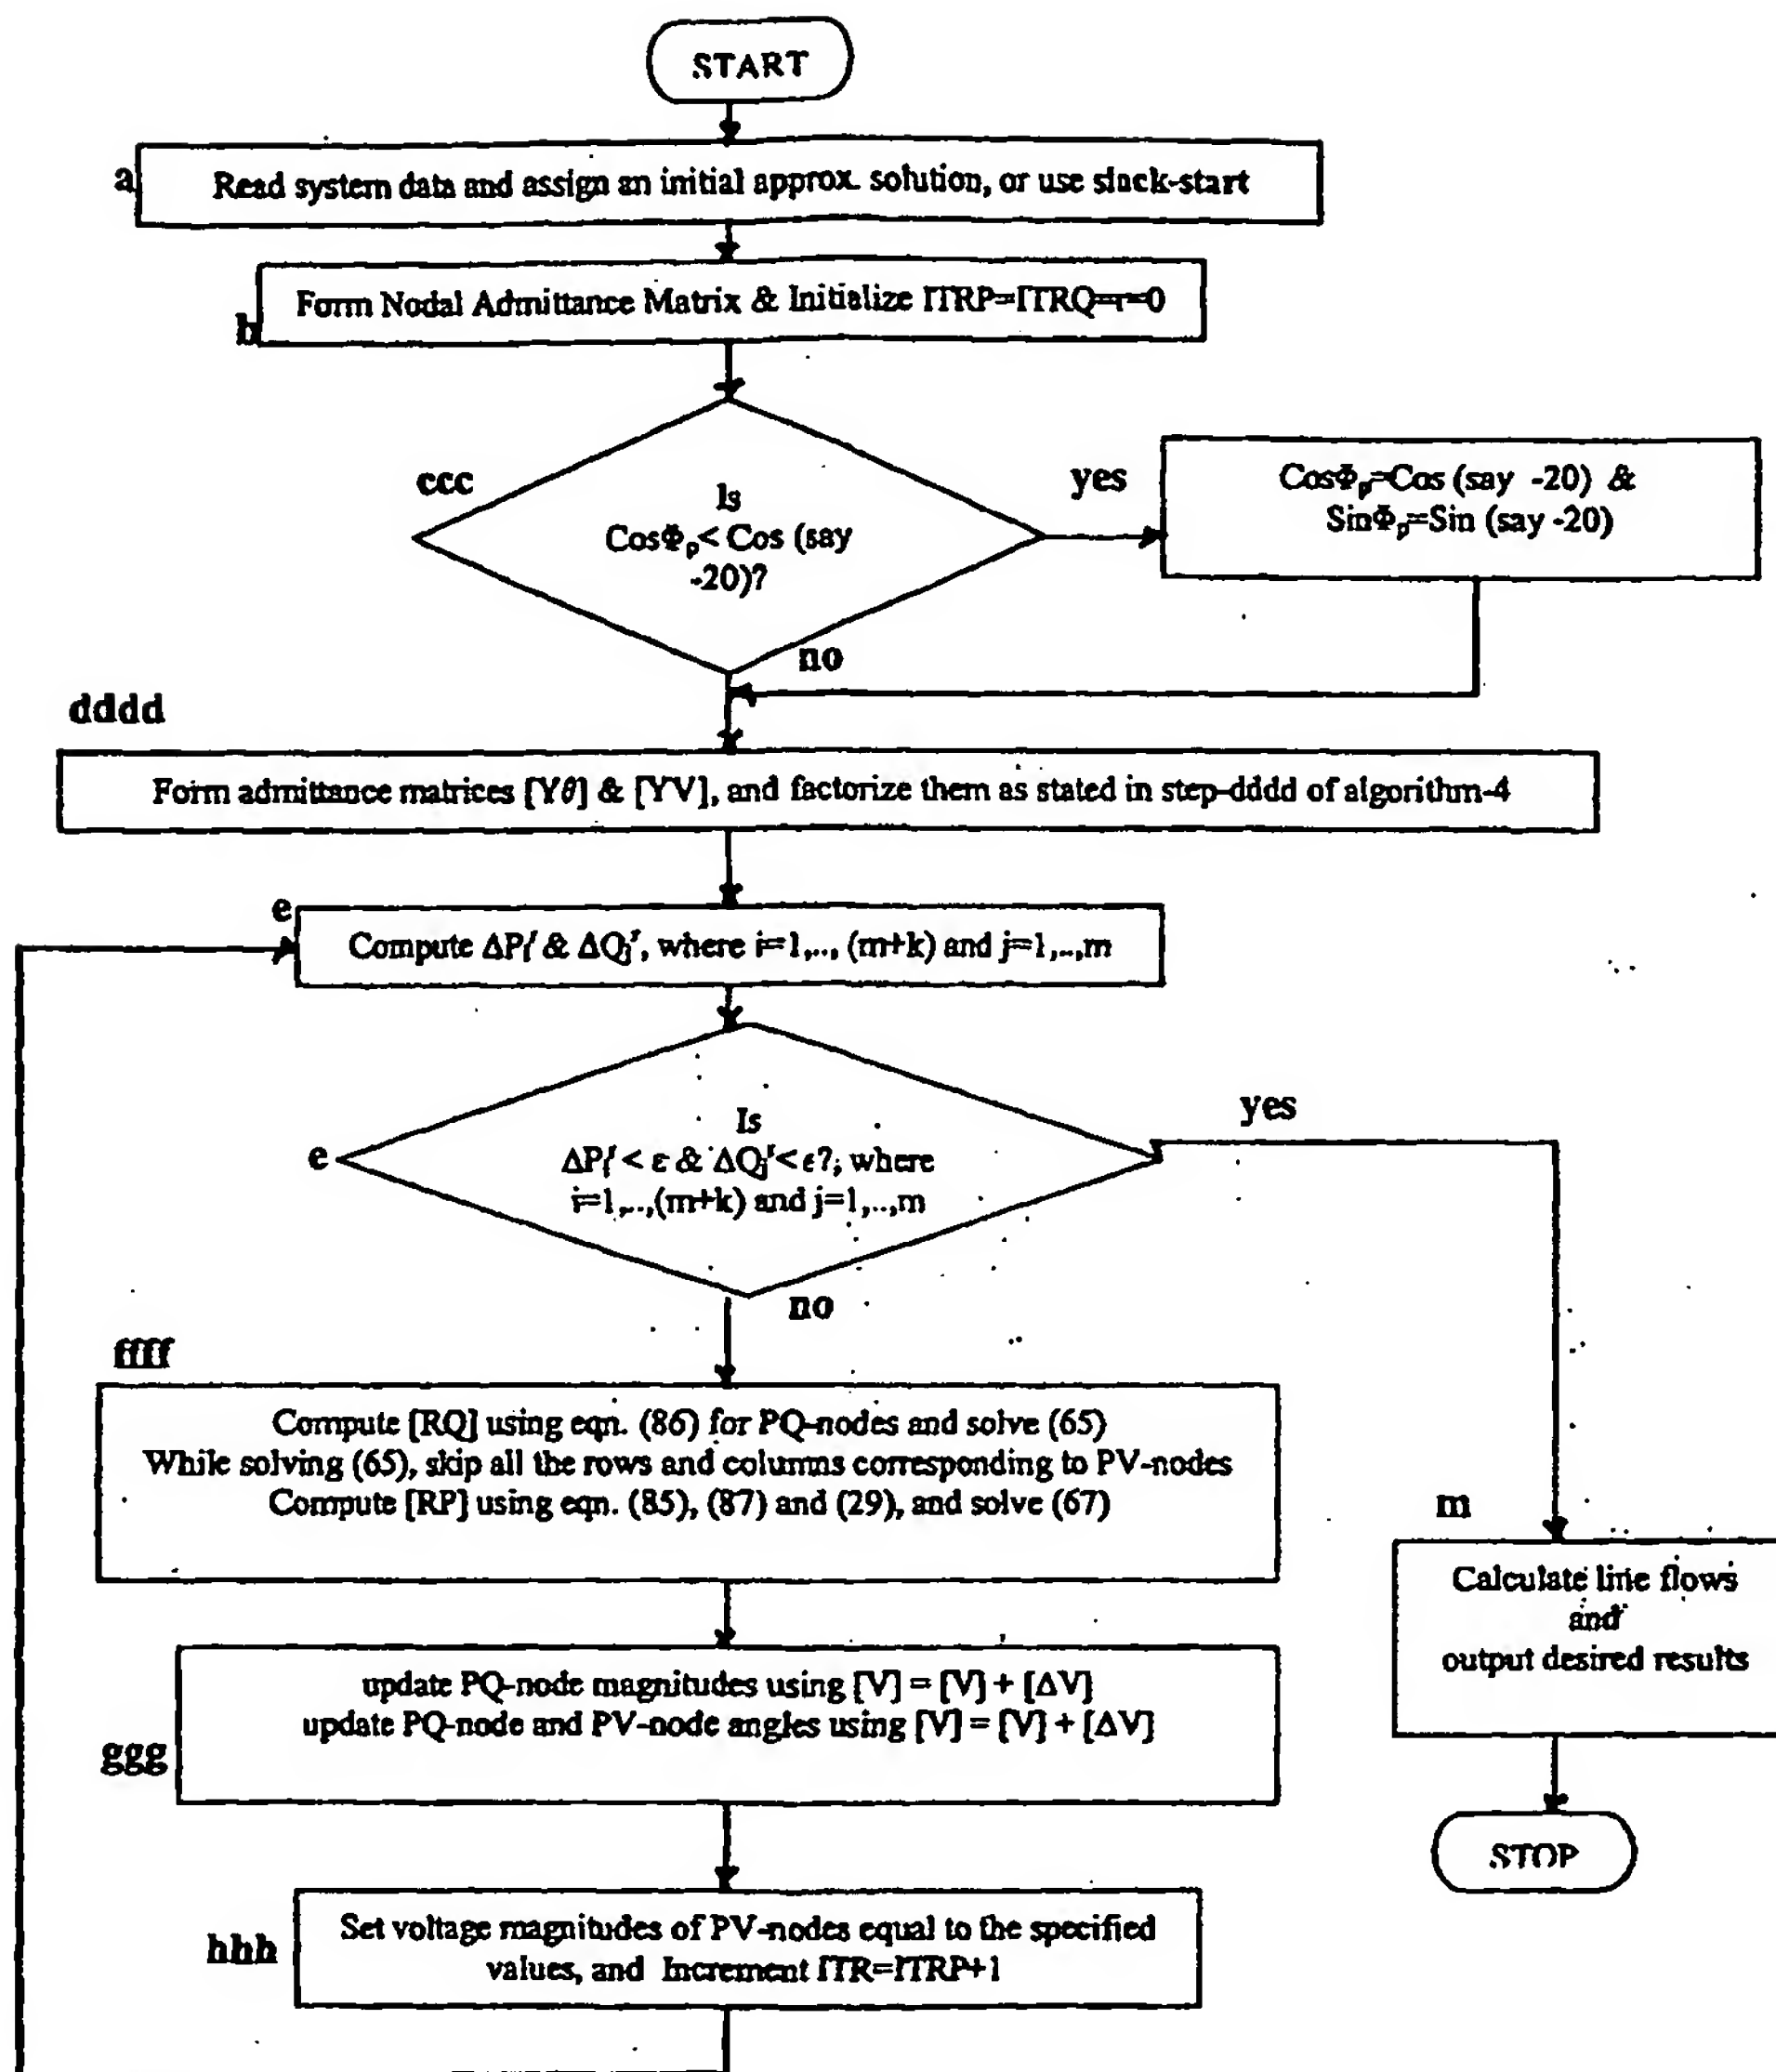 START
a
Read system data and assign an initial approx. solution, or use slack-start
b
Form Nodal Admittance Matrix & Initialize ITRP=ITRQ=r=0
ccc
Is
CosΦp< Cos (say
-20)?
yes
CosΦp=Cos (say -20) &
SinΦp=Sin (say -20)
no
dddd
Form admittance matrices [Yθ] & [YV], and factorize them as stated in step-dddd of algorithm-4
e
Compute ΔPiʳ & ΔQjʳ, where i=1,.., (m+k) and j=1,..,m
e
Is
ΔPiʳ < ε & ΔQjʳ < ε?; where
i=1,..,(m+k) and j=1,..,m
yes
no
ffff
Compute [RQ] using eqn. (86) for PQ-nodes and solve (65)
While solving (65), skip all the rows and columns corresponding to PV-nodes
Compute [RP] using eqn. (85), (87) and (29), and solve (67)
m
Calculate line flows
and
output desired results
ggg
update PQ-node magnitudes using [V] = [V] + [ΔV]
update PQ-node and PV-node angles using [V] = [V] + [ΔV]
STOP
hhh
Set voltage magnitudes of PV-nodes equal to the specified
values, and Increment ITR=ITRP+1